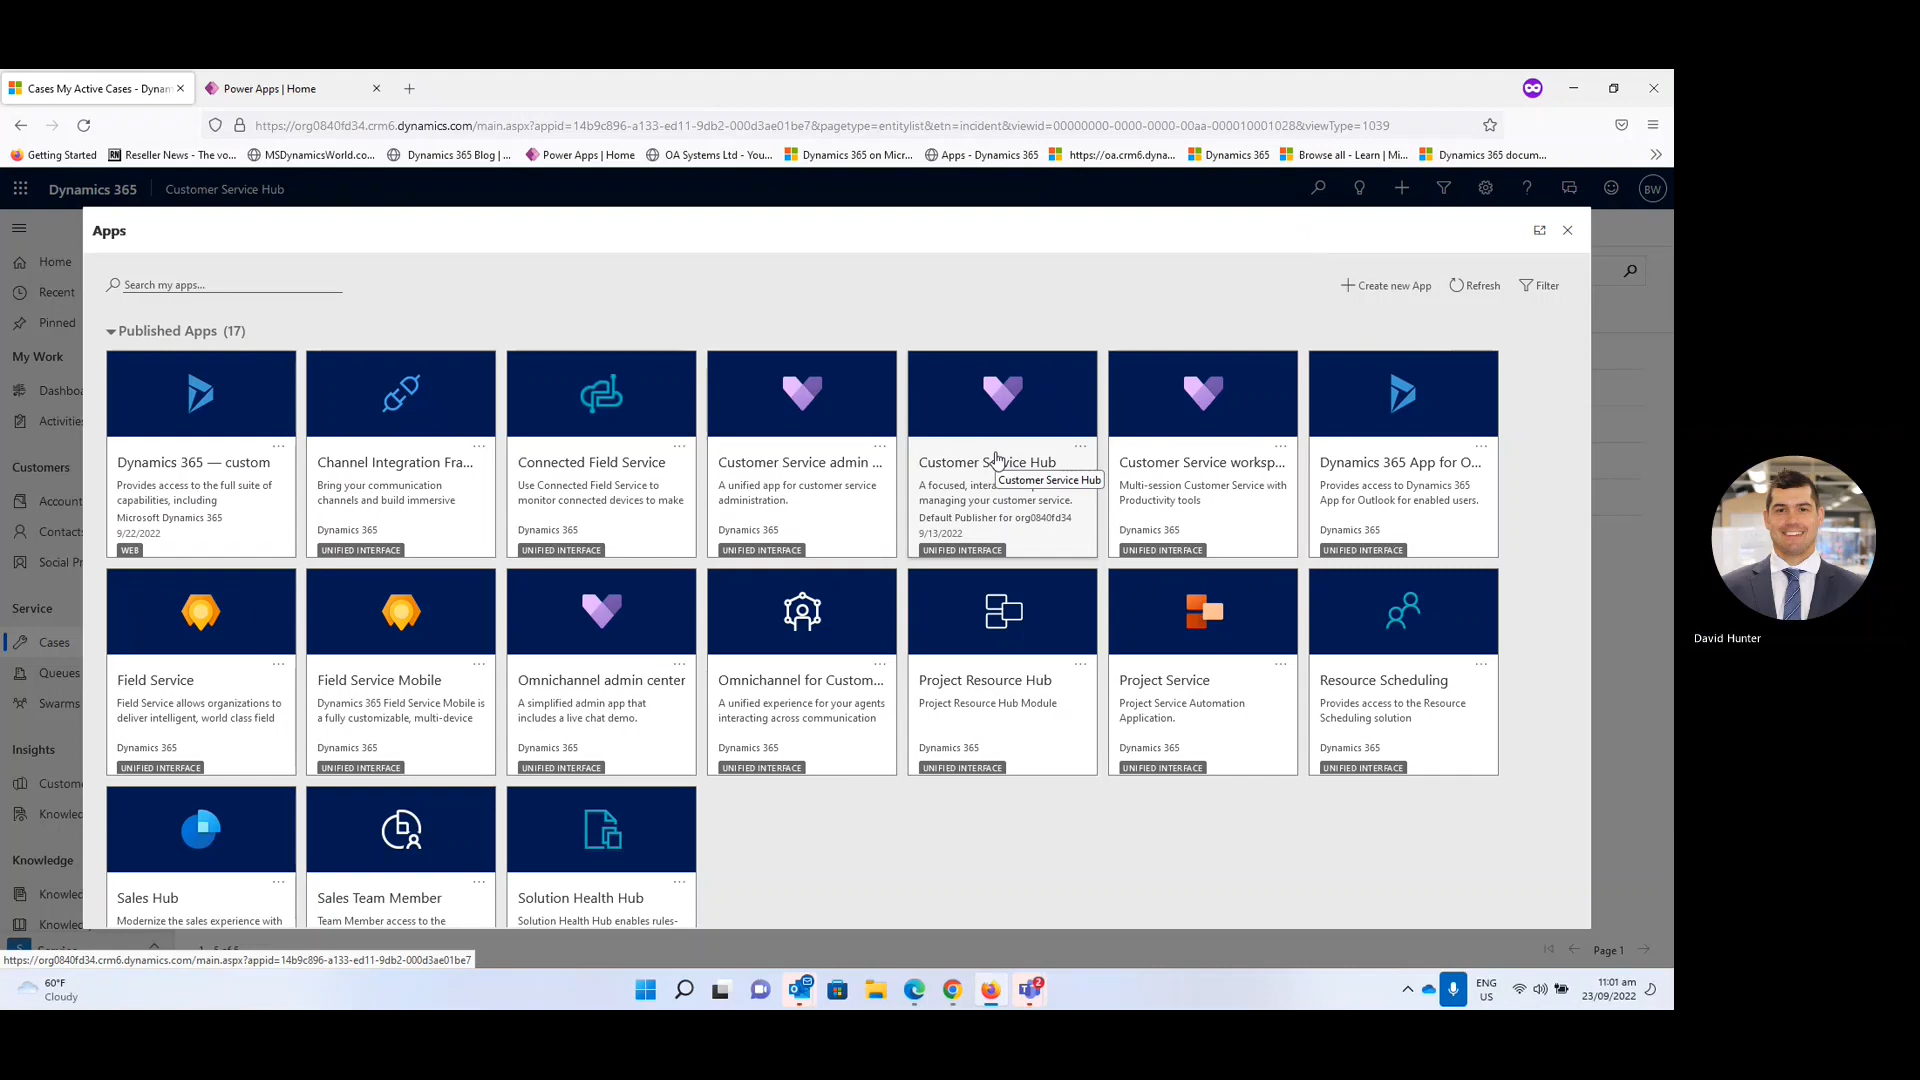 Cases My Active Cases - Dynam
Power Apps | Home
https://org0840fd34.crm6.dynamics.com/main.aspx?appid=14b9c896-a133-ed11-9db2-000d3ae01be7&pagetype=entitylist&etn=incident&viewid=00000000-0000-0000-00aa-000010001028&viewType=1039
Getting Started
Reseller News - The vo...
MSDynamicsWorld.co...
Dynamics 365 Blog | ...
Power Apps | Home
OA Systems Ltd - You...
Dynamics 365 on Micr...
Apps - Dynamics 365
https://oa.crm6.dyna...
Dynamics 365
Browse all - Learn | Mi...
Dynamics 365 docum...
Dynamics 365
Customer Service Hub
BW
Apps
Search my apps...
Create new App
Refresh
Filter
Published Apps (17)
Home
Recent
Pinned
My Work
Dashbo
Activitie
Customers
Account
Contact
Social Pr
Service
Cases
Queues
Swarms
Insights
Custome
Knowled
Knowledge
Knowled
Knowled
Dynamics 365 — custom
Provides access to the full suite of
capabilities, including
Microsoft Dynamics 365
9/22/2022
WEB
Channel Integration Fra...
Bring your communication
channels and build immersive
Dynamics 365
UNIFIED INTERFACE
Connected Field Service
Use Connected Field Service to
monitor connected devices to make
Dynamics 365
UNIFIED INTERFACE
Customer Service admin ...
A unified app for customer service
administration.
Dynamics 365
UNIFIED INTERFACE
Customer Service Hub
A focused, intera
managing your customer service.
Default Publisher for org0840fd34
9/13/2022
UNIFIED INTERFACE
Customer Service Hub
Customer Service worksp...
Multi-session Customer Service with
Productivity tools
Dynamics 365
UNIFIED INTERFACE
Dynamics 365 App for O...
Provides access to Dynamics 365
App for Outlook for enabled users.
Dynamics 365
UNIFIED INTERFACE
Field Service
Field Service allows organizations to
deliver intelligent, world class field
Dynamics 365
UNIFIED INTERFACE
Field Service Mobile
Dynamics 365 Field Service Mobile is
a fully customizable, multi-device
Dynamics 365
UNIFIED INTERFACE
Omnichannel admin center
A simplified admin app that
includes a live chat demo.
Dynamics 365
UNIFIED INTERFACE
Omnichannel for Custom...
A unified experience for your agents
interacting across communication
Dynamics 365
UNIFIED INTERFACE
Project Resource Hub
Project Resource Hub Module
Dynamics 365
UNIFIED INTERFACE
Project Service
Project Service Automation
Application.
Dynamics 365
UNIFIED INTERFACE
Resource Scheduling
Provides access to the Resource
Scheduling solution
Dynamics 365
UNIFIED INTERFACE
Sales Hub
Modernize the sales experience with
Sales Team Member
Team Member access to the
Solution Health Hub
Solution Health Hub enables rules-
Page 1
https://org0840fd34.crm6.dynamics.com/main.aspx?appid=14b9c896-a133-ed11-9db2-000d3ae01be7
60°F
Cloudy
2
ENG
US
11:01 am
23/09/2022
David Hunter